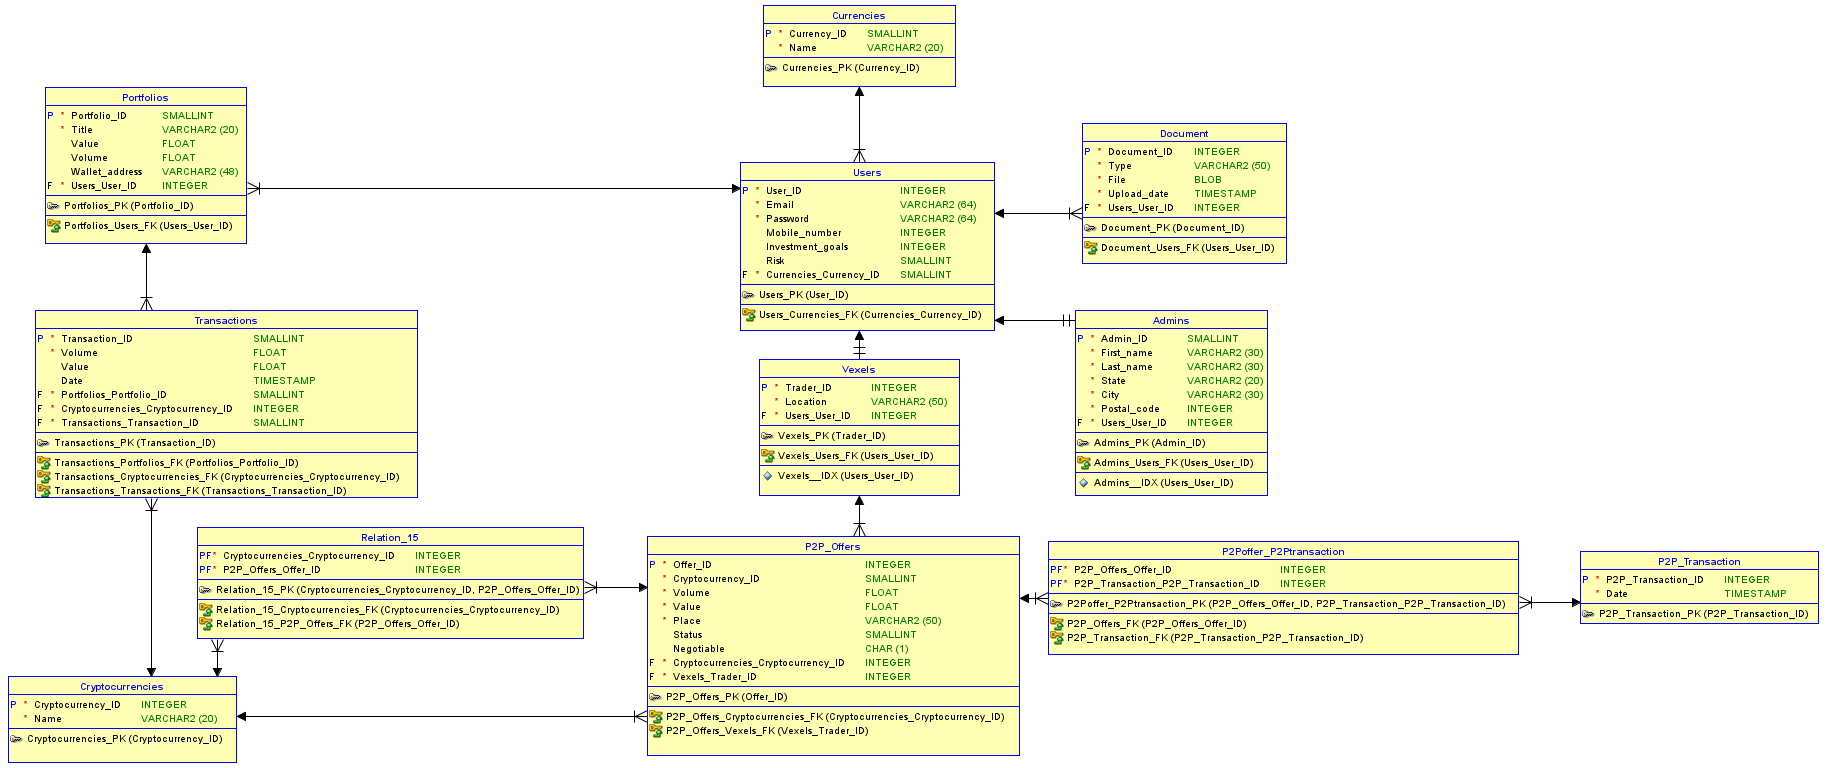 Currencies
P * Currency_ID SMALLINT
* Name VARCHAR2 (20)
Currencies_PK (Currency_ID)
Portfolios
P * Portfolio_ID SMALLINT
* Title VARCHAR2 (20)
Value FLOAT
Volume FLOAT
Wallet_address VARCHAR2 (48)
F * Users_User_ID INTEGER
Portfolios_PK (Portfolio_ID)
Portfolios_Users_FK (Users_User_ID)
Users
P * User_ID INTEGER
* Email VARCHAR2 (64)
* Password VARCHAR2 (64)
Mobile_number INTEGER
Investment_goals INTEGER
Risk SMALLINT
F * Currencies_Currency_ID SMALLINT
Users_PK (User_ID)
Users_Currencies_FK (Currencies_Currency_ID)
Document
P * Document_ID INTEGER
* Type VARCHAR2 (50)
* File BLOB
* Upload_date TIMESTAMP
F * Users_User_ID INTEGER
Document_PK (Document_ID)
Document_Users_FK (Users_User_ID)
Transactions
P * Transaction_ID SMALLINT
* Volume FLOAT
Value FLOAT
Date TIMESTAMP
F * Portfolios_Portfolio_ID SMALLINT
F * Cryptocurrencies_Cryptocurrency_ID INTEGER
F * Transactions_Transaction_ID SMALLINT
Transactions_PK (Transaction_ID)
Transactions_Portfolios_FK (Portfolios_Portfolio_ID)
Transactions_Cryptocurrencies_FK (Cryptocurrencies_Cryptocurrency_ID)
Transactions_Transactions_FK (Transactions_Transaction_ID)
Vexels
P * Trader_ID INTEGER
* Location VARCHAR2 (50)
F * Users_User_ID INTEGER
Vexels_PK (Trader_ID)
Vexels_Users_FK (Users_User_ID)
Vexels__IDX (Users_User_ID)
Admins
P * Admin_ID SMALLINT
* First_name VARCHAR2 (30)
* Last_name VARCHAR2 (30)
* State VARCHAR2 (20)
* City VARCHAR2 (30)
* Postal_code INTEGER
F * Users_User_ID INTEGER
Admins_PK (Admin_ID)
Admins_Users_FK (Users_User_ID)
Admins__IDX (Users_User_ID)
Relation_15
PF* Cryptocurrencies_Cryptocurrency_ID INTEGER
PF* P2P_Offers_Offer_ID INTEGER
Relation_15_PK (Cryptocurrencies_Cryptocurrency_ID, P2P_Offers_Offer_ID)
Relation_15_Cryptocurrencies_FK (Cryptocurrencies_Cryptocurrency_ID)
Relation_15_P2P_Offers_FK (P2P_Offers_Offer_ID)
P2P_Offers
P * Offer_ID INTEGER
* Cryptocurrency_ID SMALLINT
* Volume FLOAT
* Value FLOAT
* Place VARCHAR2 (50)
Status SMALLINT
Negotiable CHAR (1)
F * Cryptocurrencies_Cryptocurrency_ID INTEGER
F * Vexels_Trader_ID INTEGER
P2P_Offers_PK (Offer_ID)
P2P_Offers_Cryptocurrencies_FK (Cryptocurrencies_Cryptocurrency_ID)
P2P_Offers_Vexels_FK (Vexels_Trader_ID)
P2Poffer_P2Ptransaction
PF* P2P_Offers_Offer_ID INTEGER
PF* P2P_Transaction_P2P_Transaction_ID INTEGER
P2Poffer_P2Ptransaction_PK (P2P_Offers_Offer_ID, P2P_Transaction_P2P_Transaction_ID)
P2P_Offers_FK (P2P_Offers_Offer_ID)
P2P_Transaction_FK (P2P_Transaction_P2P_Transaction_ID)
P2P_Transaction
P * P2P_Transaction_ID INTEGER
* Date TIMESTAMP
P2P_Transaction_PK (P2P_Transaction_ID)
Cryptocurrencies
P * Cryptocurrency_ID INTEGER
* Name VARCHAR2 (20)
Cryptocurrencies_PK (Cryptocurrency_ID)